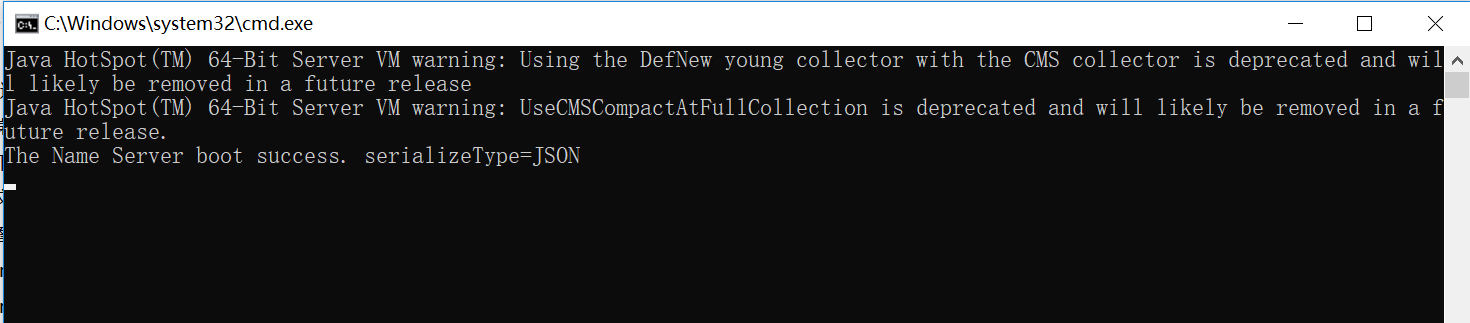 C:\Windows\system32\cmd.exe
Java HotSpot(TM) 64-Bit Server VM warning: Using the DefNew young collector with the CMS collector is deprecated and wil
l likely be removed in a future release
Java HotSpot(TM) 64-Bit Server VM warning: UseCMSCompactAtFullCollection is deprecated and will likely be removed in a f
uture release.
The Name Server boot success. serializeType=JSON